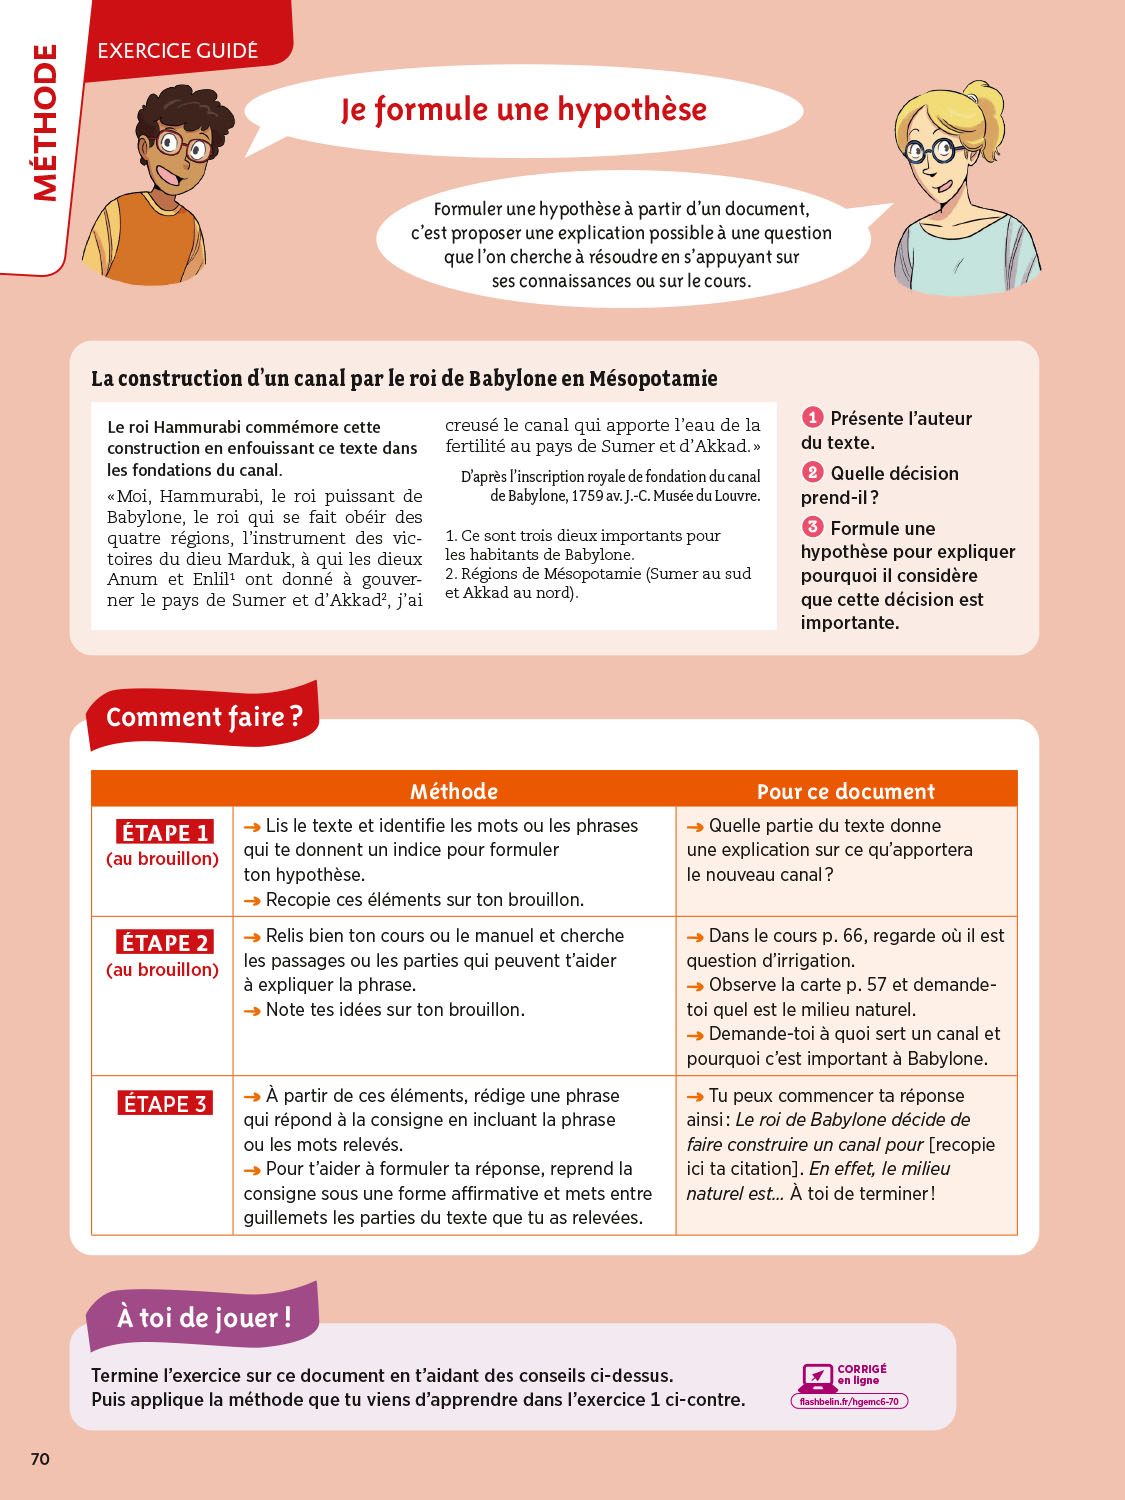 MÉTHODE
EXERCICE GUIDÉ
Je formule une hypothèse
Formuler une hypothèse à partir d'un document,
c'est proposer une explication possible à une question
que l'on cherche à résoudre en s'appuyant sur
ses connaissances ou sur le cours.
La construction d'un canal par le roi de Babylone en Mésopotamie
Le roi Hammurabi commémore cette
construction en enfouissant ce texte dans
les fondations du canal.
« Moi, Hammurabi, le roi puissant de
Babylone, le roi qui se fait obéir des
quatre régions, l'instrument des vic-
toires du dieu Marduk, à qui les dieux
Anum et Enlil¹ ont donné à gouver-
ner le pays de Sumer et d'Akkad², j'ai
creusé le canal qui apporte l'eau de la
fertilité au pays de Sumer et d'Akkad. »
D'après l'inscription royale de fondation du canal
de Babylone, 1759 av. J.-C. Musée du Louvre.
1. Ce sont trois dieux importants pour
les habitants de Babylone.
2. Régions de Mésopotamie (Sumer au sud
et Akkad au nord).
1 Présente l'auteur
du texte.
2 Quelle décision
prend-il ?
3 Formule une
hypothèse pour expliquer
pourquoi il considère
que cette décision est
importante.
Comment faire ?
Méthode
Pour ce document
ÉTAPE 1
(au brouillon)
→ Lis le texte et identifie les mots ou les phrases
qui te donnent un indice pour formuler
ton hypothèse.
→ Recopie ces éléments sur ton brouillon.
→ Quelle partie du texte donne
une explication sur ce qu'apportera
le nouveau canal ?
ÉTAPE 2
(au brouillon)
→ Relis bien ton cours ou le manuel et cherche
les passages ou les parties qui peuvent t'aider
à expliquer la phrase.
→ Note tes idées sur ton brouillon.
→ Dans le cours p. 66, regarde où il est
question d'irrigation.
→ Observe la carte p. 57 et demande-
toi quel est le milieu naturel.
→ Demande-toi à quoi sert un canal et
pourquoi c'est important à Babylone.
ÉTAPE 3
→ À partir de ces éléments, rédige une phrase
qui répond à la consigne en incluant la phrase
ou les mots relevés.
→ Pour t'aider à formuler ta réponse, reprend la
consigne sous une forme affirmative et mets entre
guillemets les parties du texte que tu as relevées.
→ Tu peux commencer ta réponse
ainsi : Le roi de Babylone décide de
faire construire un canal pour [recopie
ici ta citation]. En effet, le milieu
naturel est... À toi de terminer !
À toi de jouer !
Termine l'exercice sur ce document en t'aidant des conseils ci-dessus.
Puis applique la méthode que tu viens d'apprendre dans l'exercice 1 ci-contre.
CORRIGÉ
en ligne
flashbelin.fr/hgemc6-70
70